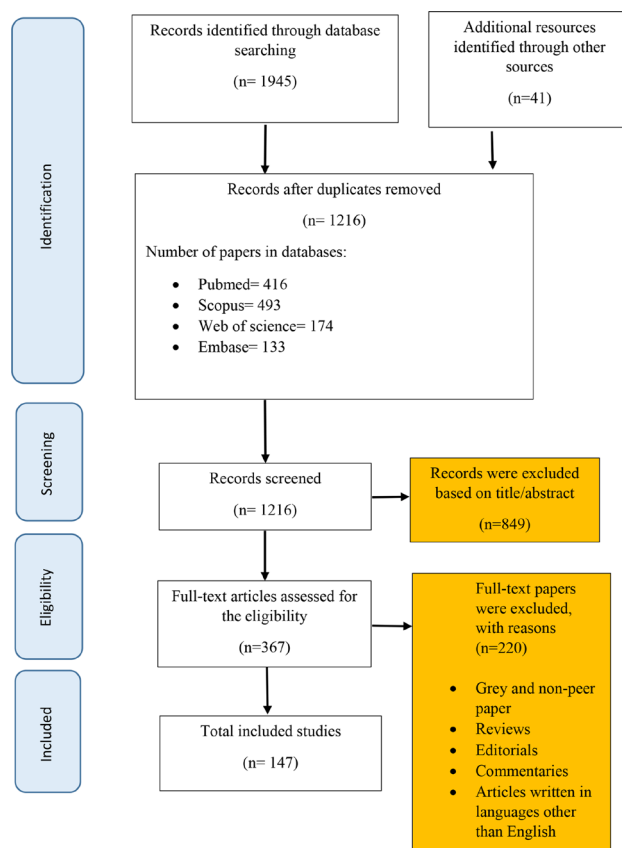 Records identified through database
searching
(n= 1945)
Additional resources
identified through other
sources
(n=41)
Identification
Records after duplicates removed
(n= 1216)
Number of papers in databases:
• Pubmed= 416
• Scopus= 493
• Web of science= 174
• Embase= 133
Screening
Records screened
(n= 1216)
Records were excluded
based on title/abstract
(n=849)
Eligibility
Full-text articles assessed for
the eligibility
(n=367)
Full-text papers
were excluded,
with reasons
(n=220)
• Grey and non-peer
paper
• Reviews
• Editorials
• Commentaries
• Articles written in
languages other
than English
Included
Total included studies
(n= 147)